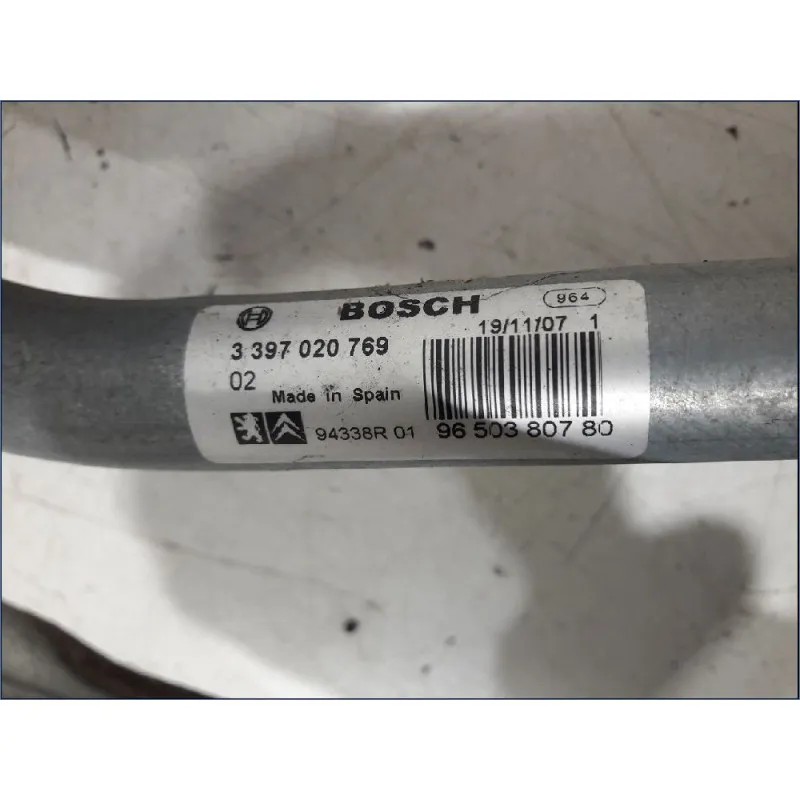 BOSCH 964
19/11/07 1
3 397 020 769
02
Made in Spain
94338R 01 96 503 807 80